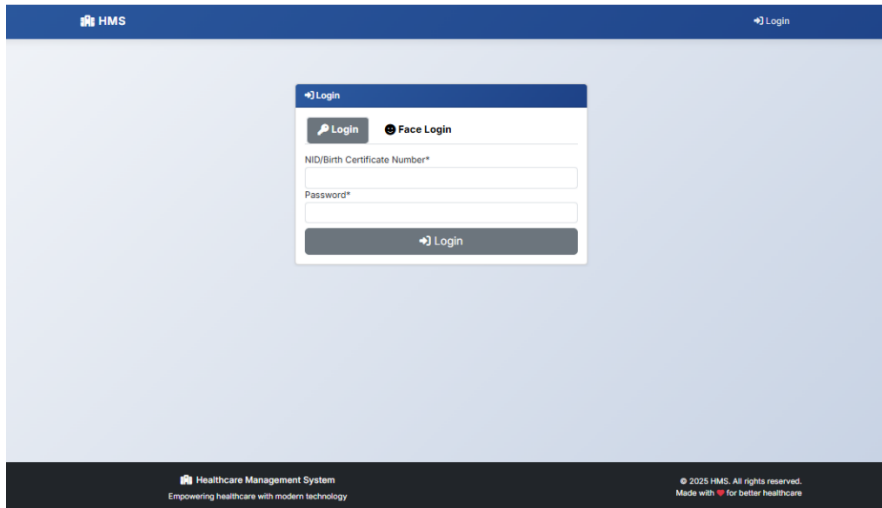 HMS
Login
Login
Login
Face Login
NID/Birth Certificate Number*
Password*
Login
Healthcare Management System
Empowering healthcare with modern technology
© 2025 HMS. All rights reserved.
Made with ❤ for better healthcare